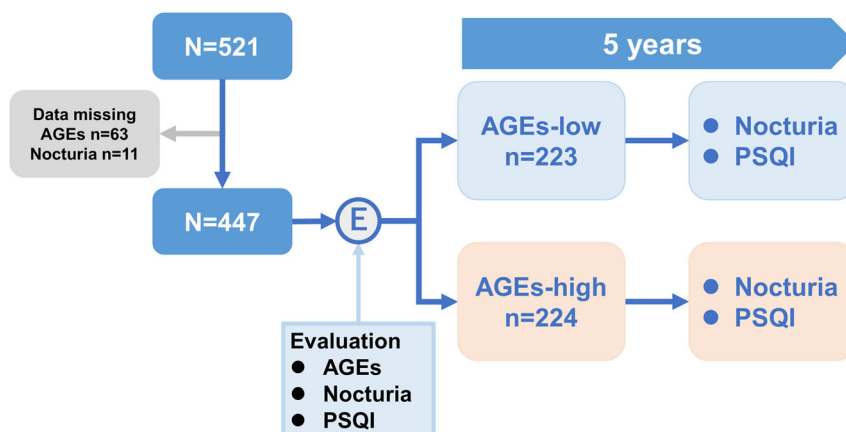 N=521
Data missing
AGEs n=63
Nocturia n=11
N=447
E
Evaluation
● AGEs
● Nocturia
● PSQI
5 years
AGEs-low
n=223
● Nocturia
● PSQI
AGEs-high
n=224
● Nocturia
● PSQI